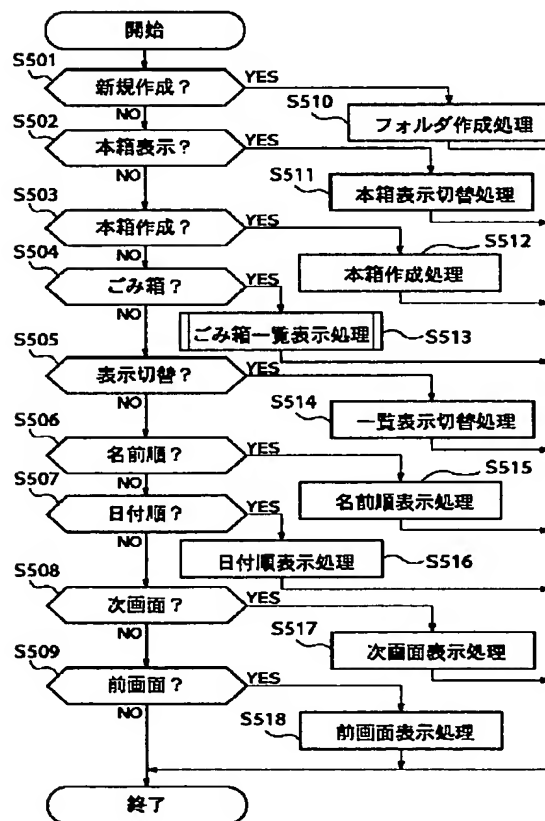 開始
S501
新規作成?
YES
NO
S510
フォルダ作成処理
S502
本箱表示?
YES
NO
S511
本箱表示切替処理
S503
本箱作成?
YES
NO
S512
本箱作成処理
S504
ごみ箱?
YES
NO
ごみ箱一覧表示処理
S513
S505
表示切替?
YES
NO
S514
一覧表示切替処理
S506
名前順?
YES
NO
S515
名前順表示処理
S507
日付順?
YES
NO
日付順表示処理
S516
S508
次画面?
YES
NO
S517
次画面表示処理
S509
前画面?
YES
NO
S518
前画面表示処理
終了